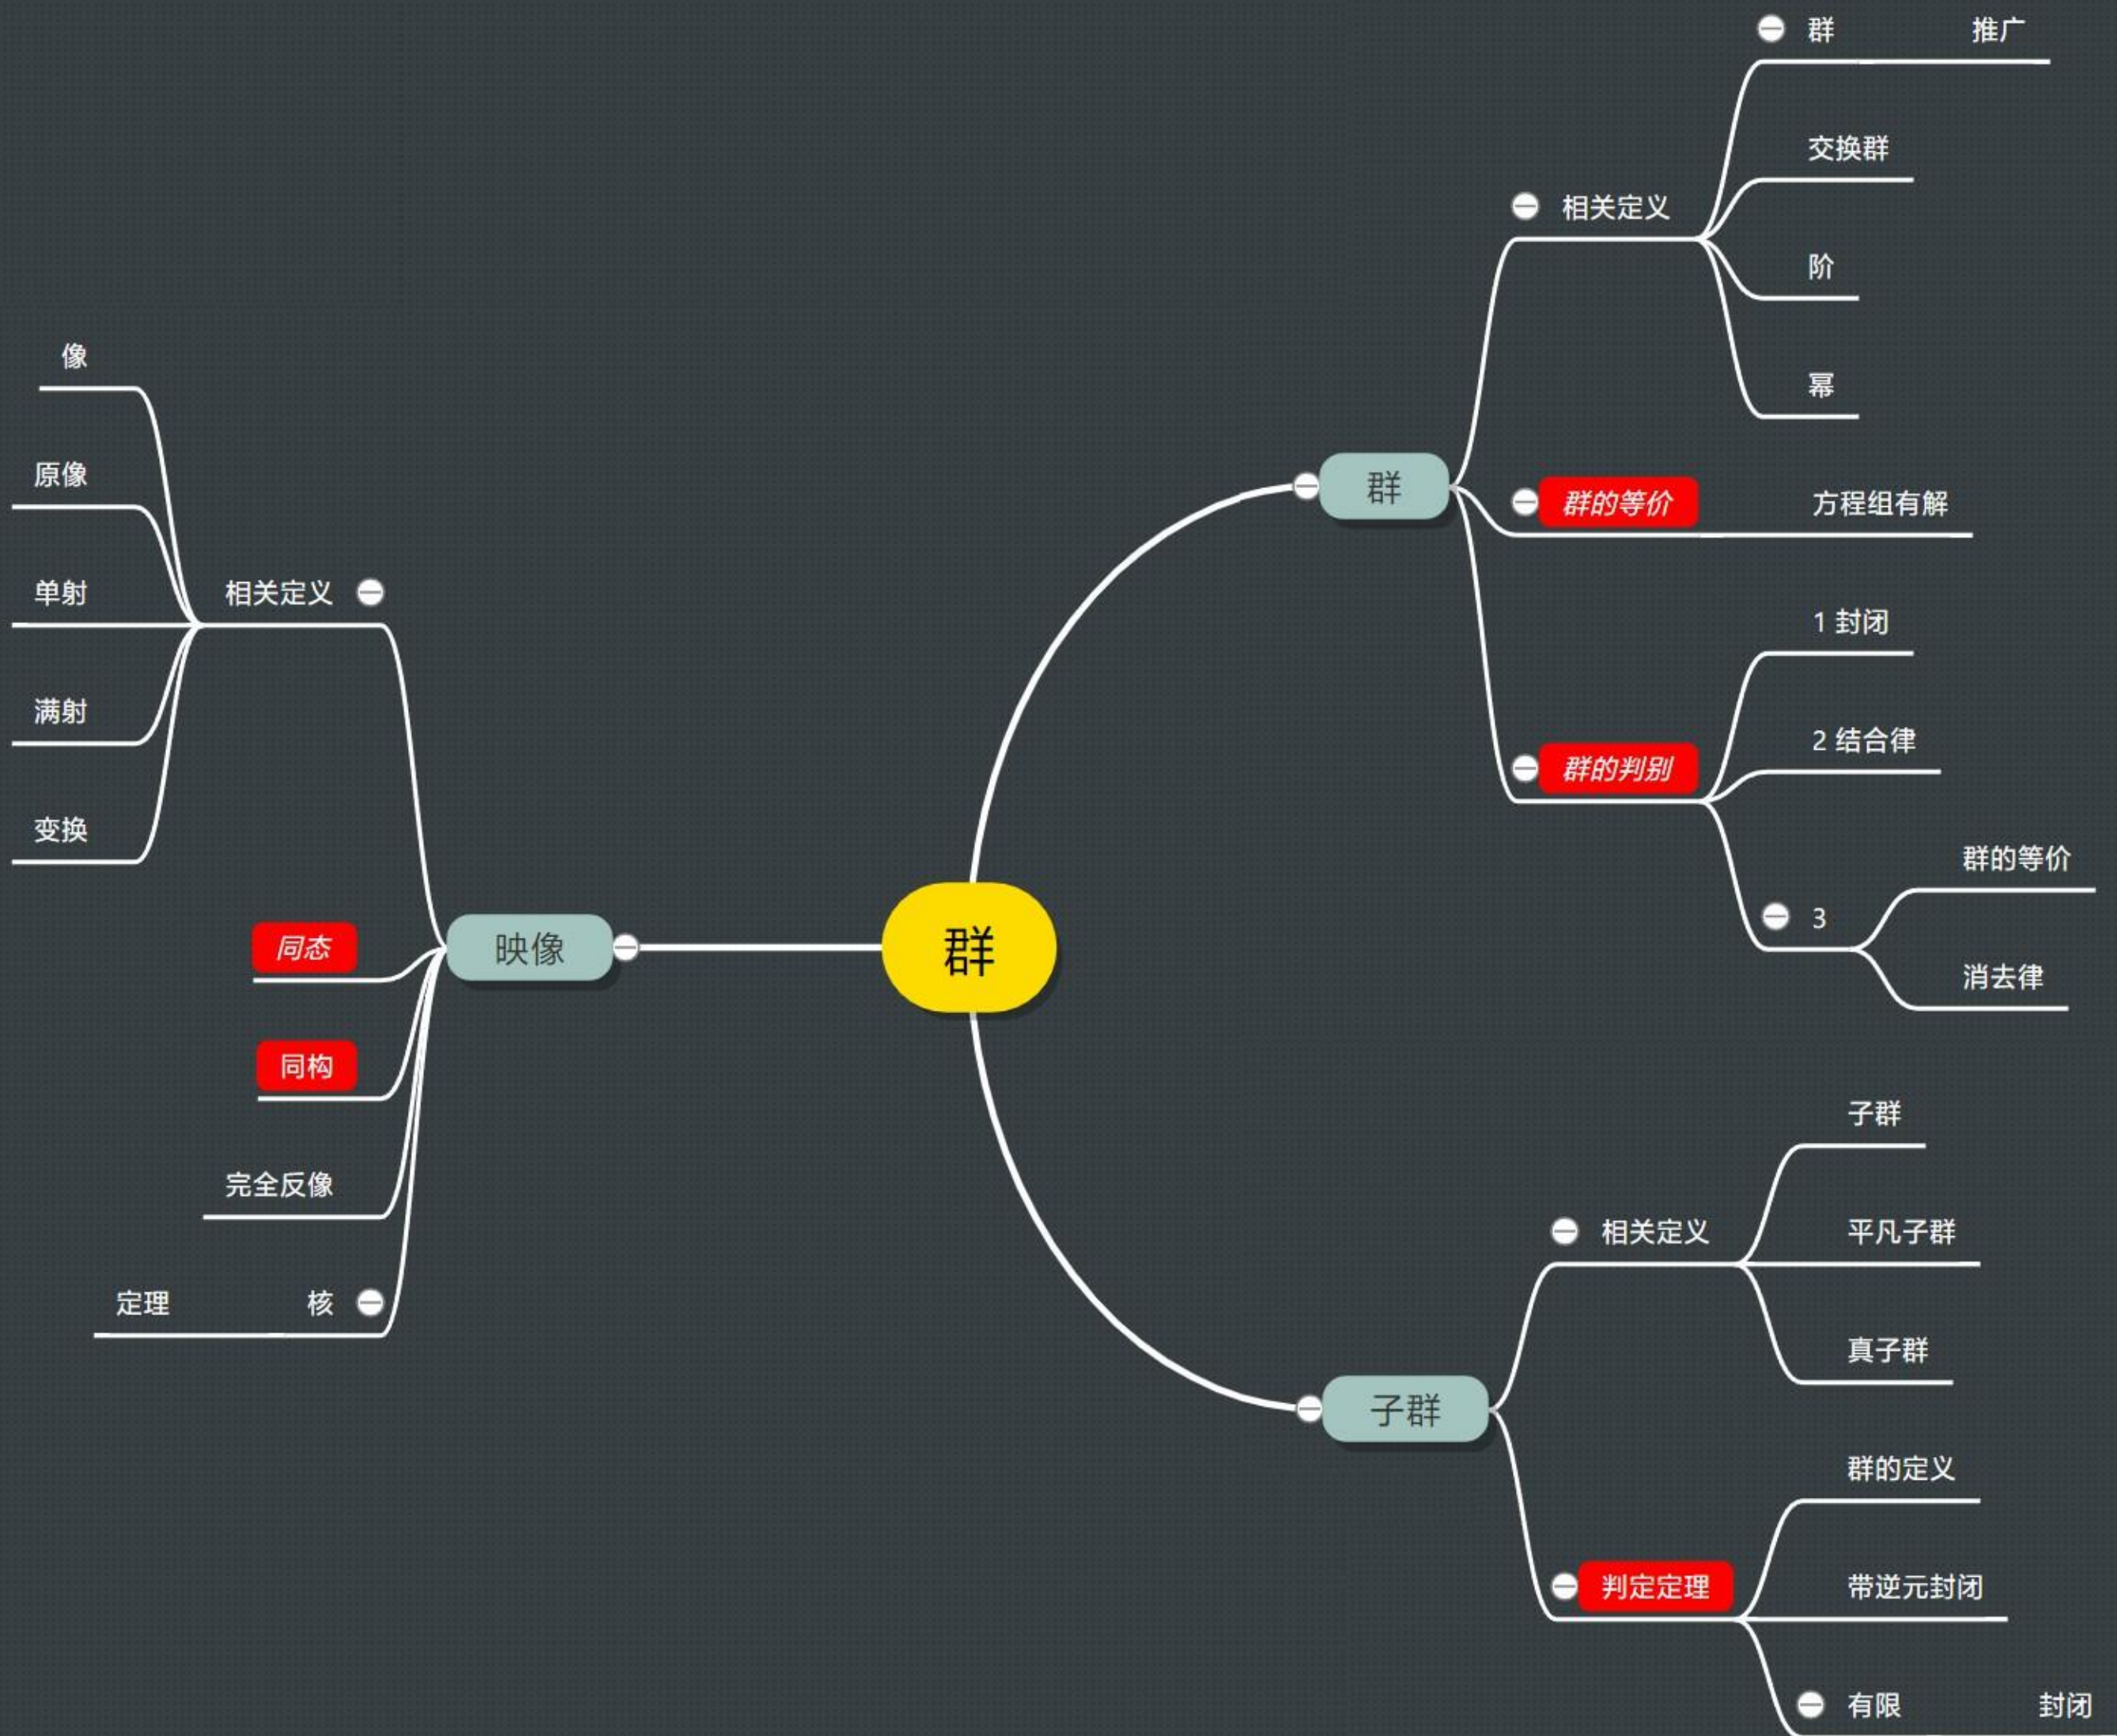 群
群
相关定义
群
推广
交换群
阶
幂
群的等价
方程组有解
群的判别
1 封闭
2 结合律
3
群的等价
消去律
子群
相关定义
子群
平凡子群
真子群
判定定理
群的定义
带逆元封闭
有限
封闭
映像
相关定义
像
原像
单射
满射
变换
同态
同构
完全反像
核
定理